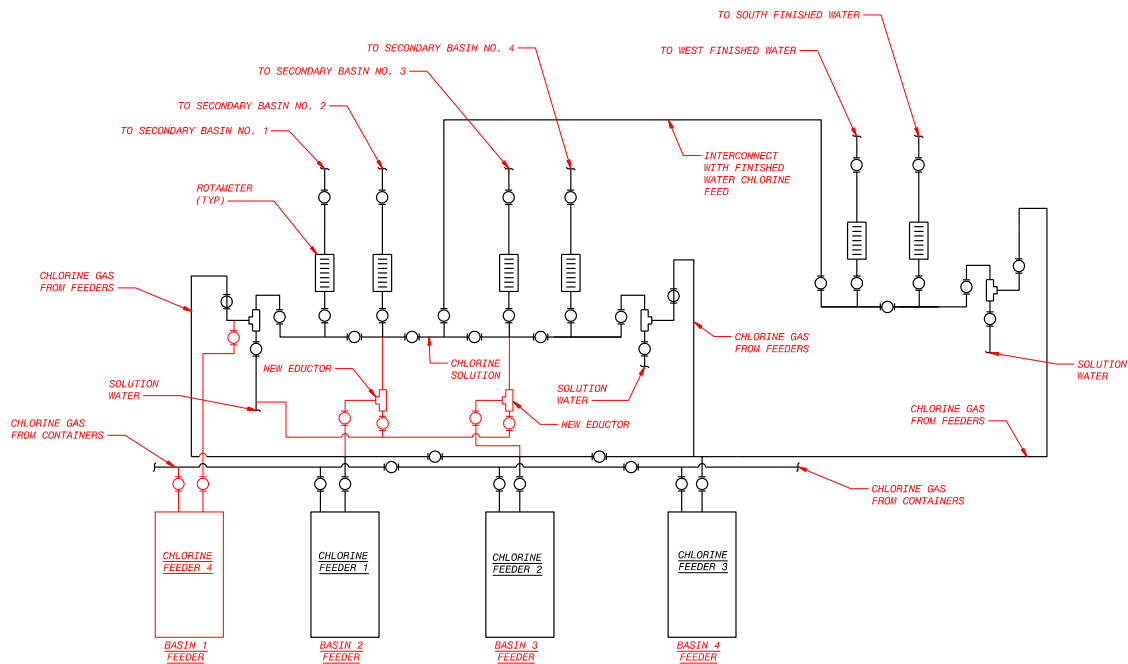 TO SOUTH FINISHED WATER
TO WEST FINISHED WATER
TO SECONDARY BASIN NO. 4
TO SECONDARY BASIN NO. 3
TO SECONDARY BASIN NO. 2
TO SECONDARY BASIN NO. 1
INTERCONNECT
WITH FINISHED
WATER CHLORINE
FEED
ROTAMETER
(TYP)
CHLORINE GAS
FROM FEEDERS
CHLORINE GAS
FROM FEEDERS
CHLORINE
SOLUTION
NEW EDUCTOR
SOLUTION
WATER
SOLUTION
WATER
SOLUTION
WATER
NEW EDUCTOR
CHLORINE GAS
FROM FEEDERS
CHLORINE GAS
FROM CONTAINERS
CHLORINE GAS
FROM CONTAINERS
CHLORINE
FEEDER 4
CHLORINE
FEEDER 1
CHLORINE
FEEDER 2
CHLORINE
FEEDER 3
BASIN 1
FEEDER
BASIN 2
FEEDER
BASIN 3
FEEDER
BASIN 4
FEEDER